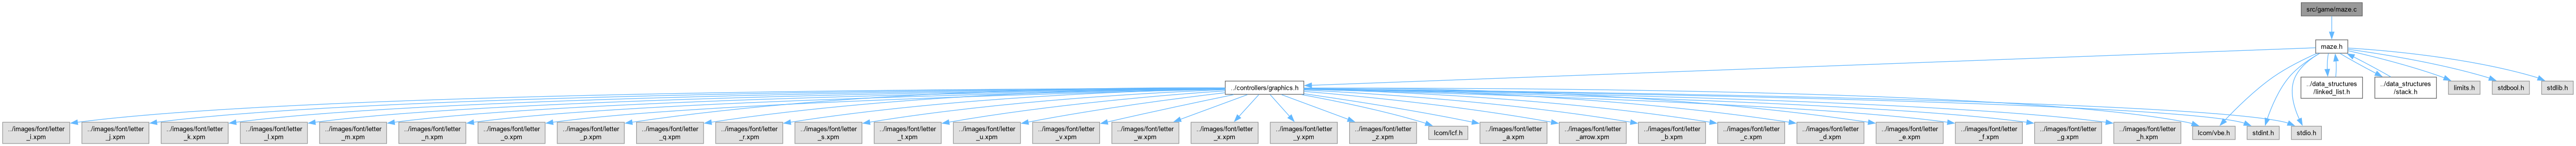 src/game/maze.c
maze.h
../controllers/graphics.h
../data_structures
/linked_list.h
../data_structures
/stack.h
limits.h
stdbool.h
stdlib.h
../images/font/letter
_i.xpm
../images/font/letter
_j.xpm
../images/font/letter
_k.xpm
../images/font/letter
_l.xpm
../images/font/letter
_m.xpm
../images/font/letter
_n.xpm
../images/font/letter
_o.xpm
../images/font/letter
_p.xpm
../images/font/letter
_q.xpm
../images/font/letter
_r.xpm
../images/font/letter
_s.xpm
../images/font/letter
_t.xpm
../images/font/letter
_u.xpm
../images/font/letter
_v.xpm
../images/font/letter
_w.xpm
../images/font/letter
_x.xpm
../images/font/letter
_y.xpm
../images/font/letter
_z.xpm
lcom/lcf.h
../images/font/letter
_a.xpm
../images/font/letter
_arrow.xpm
../images/font/letter
_b.xpm
../images/font/letter
_c.xpm
../images/font/letter
_d.xpm
../images/font/letter
_e.xpm
../images/font/letter
_f.xpm
../images/font/letter
_g.xpm
../images/font/letter
_h.xpm
lcom/vbe.h
stdint.h
stdio.h